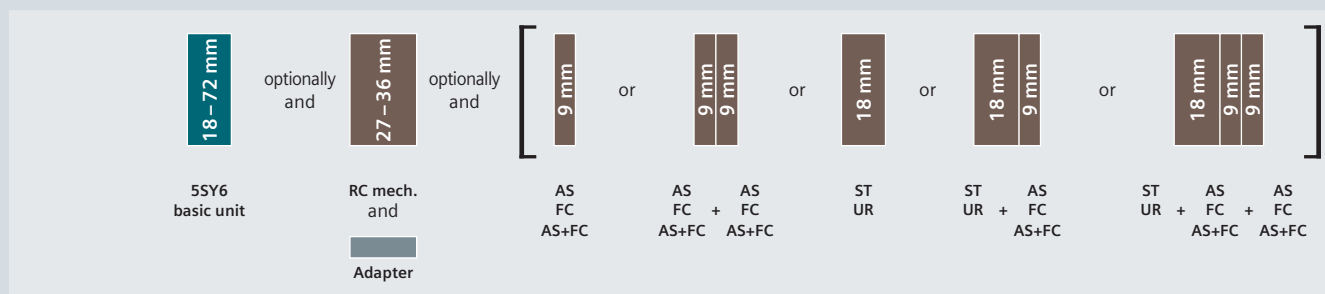 18 – 72 mm
optionally
and
27 – 36 mm
optionally
and
9 mm
or
9 mm
9 mm
or
18 mm
or
18 mm
9 mm
or
18 mm
9 mm
9 mm
5SY6
basic unit
RC mech.
and
Adapter
AS
FC
AS+FC
AS AS
FC + FC
AS+FC AS+FC
ST
UR
ST AS
UR + FC
AS+FC
ST AS AS
UR + FC + FC
AS+FC AS+FC